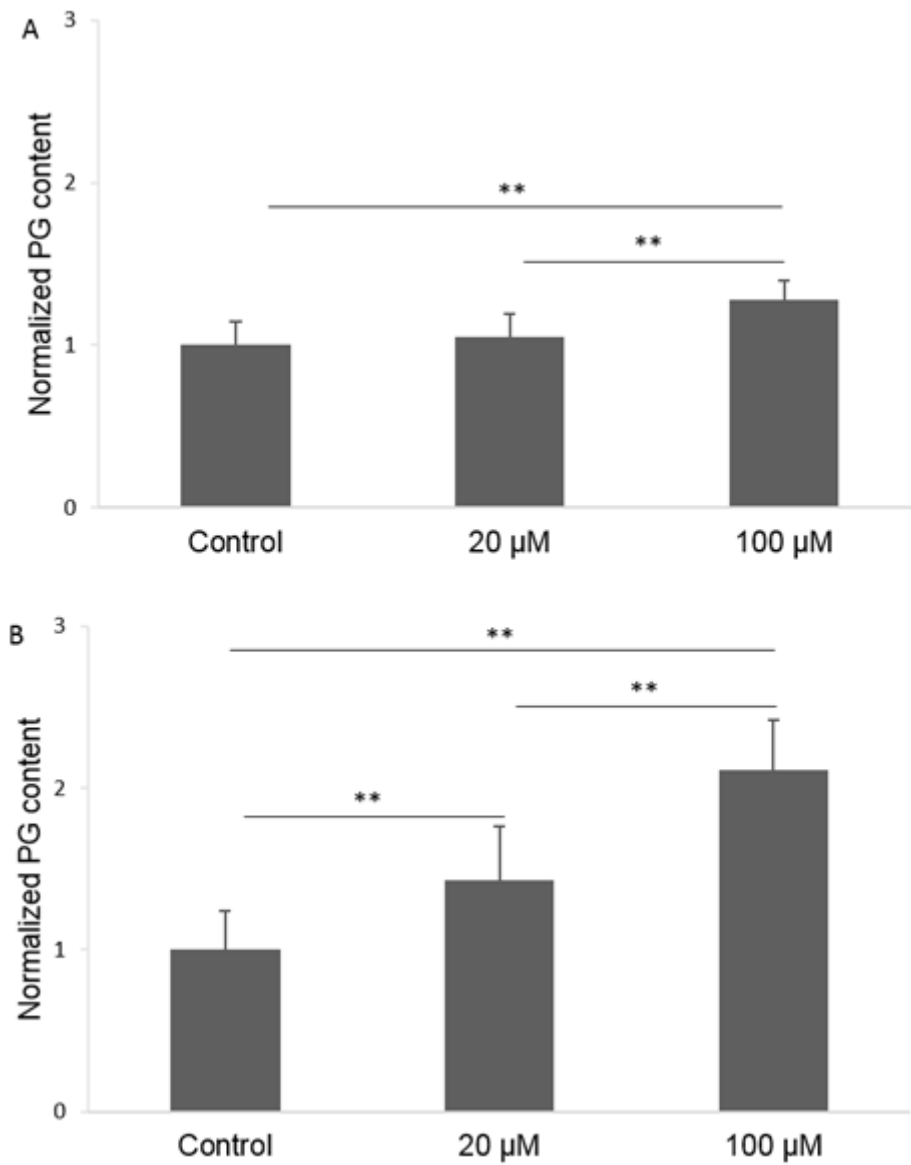 A
Normalized PG content
3
2
1
0
**
**
Control 20 µM 100 µM
B
Normalized PG content
3
2
1
0
**
**
**
Control 20 µM 100 µM